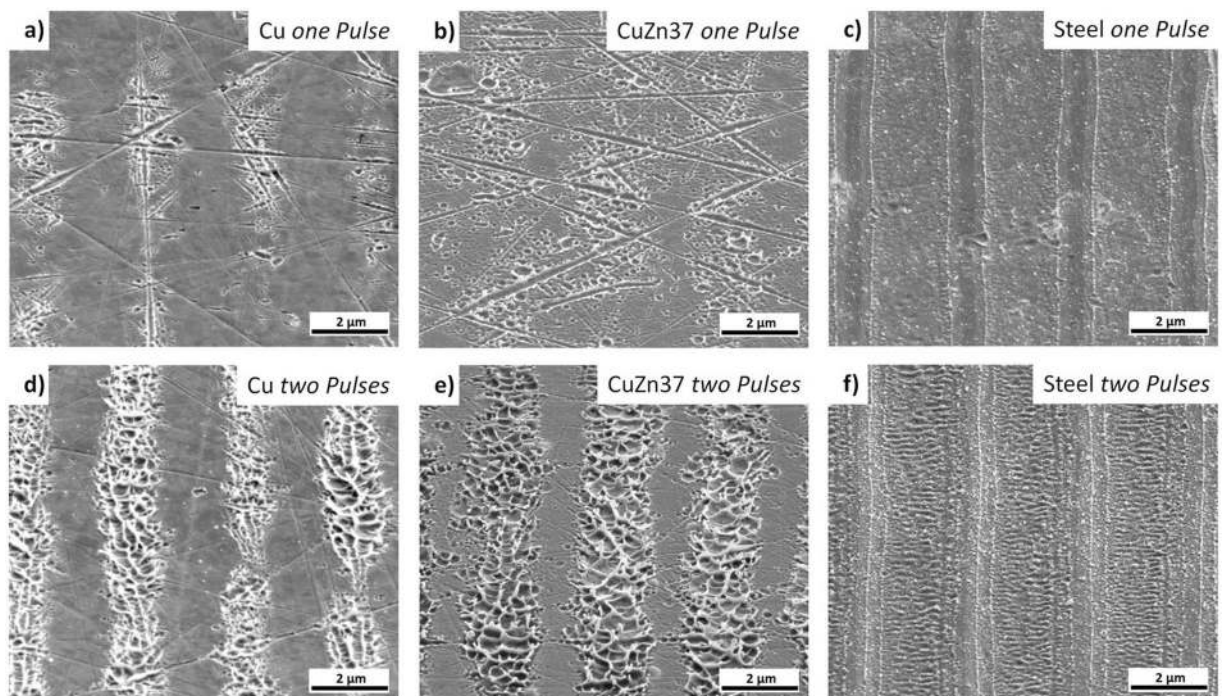 a) Cu one Pulse
2 µm
b) CuZn37 one Pulse
2 µm
c) Steel one Pulse
2 µm
d) Cu two Pulses
2 µm
e) CuZn37 two Pulses
2 µm
f) Steel two Pulses
2 µm